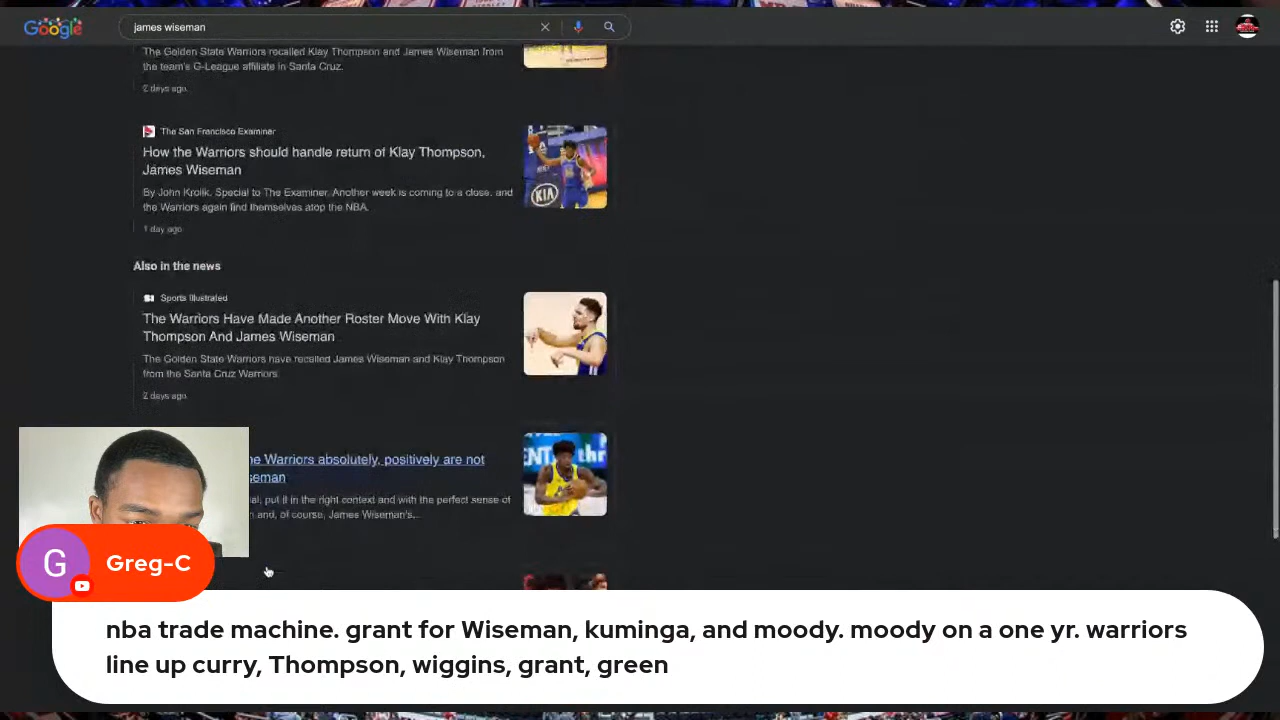 Google
james wiseman
The Golden State Warriors recalled Klay Thompson and James Wiseman from
the team's G-League affiliate in Santa Cruz.
2 days ago
The San Francisco Examiner
How the Warriors should handle return of Klay Thompson,
James Wiseman
By John Krolik. Special to The Examiner. Another week is coming to a close, and
the Warriors again find themselves atop the NBA.
1 day ago
Also in the news
Sports Illustrated
The Warriors Have Made Another Roster Move With Klay
Thompson And James Wiseman
The Golden State Warriors have recalled James Wiseman and Klay Thompson
from the Santa Cruz Warriors.
2 days ago
Warriors absolutely, positively are not
put it in the right context and with the perfect sense of
and, of course, James Wiseman's...
KIA
G
Greg-C
nba trade machine. grant for Wiseman, kuminga, and moody. moody on a one yr. warriors
line up curry, Thompson, wiggins, grant, green